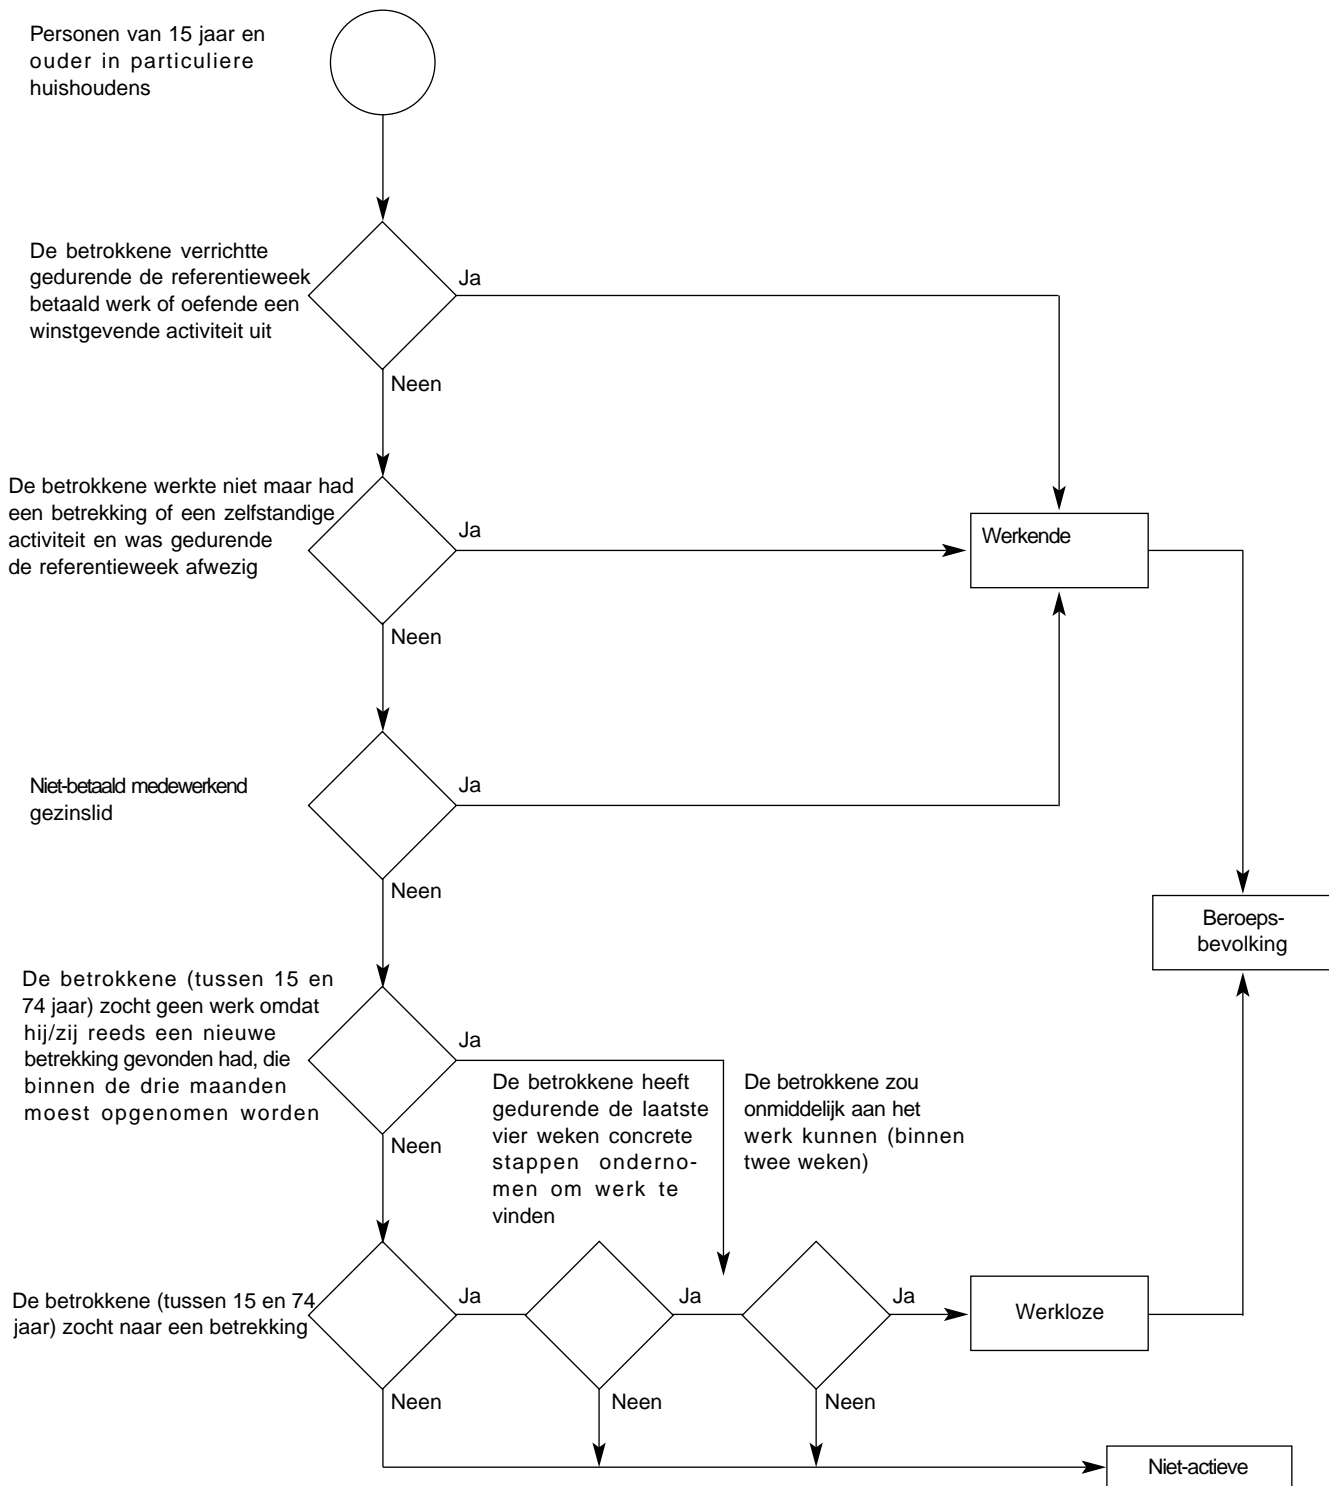 Personen van 15 jaar en
ouder in particuliere
huishoudens
De betrokkene verrichtte
gedurende de referentieweek
betaald werk of oefende een
winstgevende activiteit uit
Ja
Neen
De betrokkene werkte niet maar had
een betrekking of een zelfstandige
activiteit en was gedurende
de referentieweek afwezig
Ja
Werkende
Neen
Niet-betaald medewerkend
gezinslid
Ja
Neen
Beroeps-
bevolking
De betrokkene (tussen 15 en
74 jaar) zocht geen werk omdat
hij/zij reeds een nieuwe
betrekking gevonden had, die
binnen de drie maanden
moest opgenomen worden
Ja
Neen
De betrokkene heeft
gedurende de laatste
vier weken concrete
stappen onderno-
men om werk te
vinden
De betrokkene zou
onmiddelijk aan het
werk kunnen (binnen
twee weken)
De betrokkene (tussen 15 en 74
jaar) zocht naar een betrekking
Ja
Ja
Ja
Werkloze
Neen
Neen
Neen
Niet-actieve